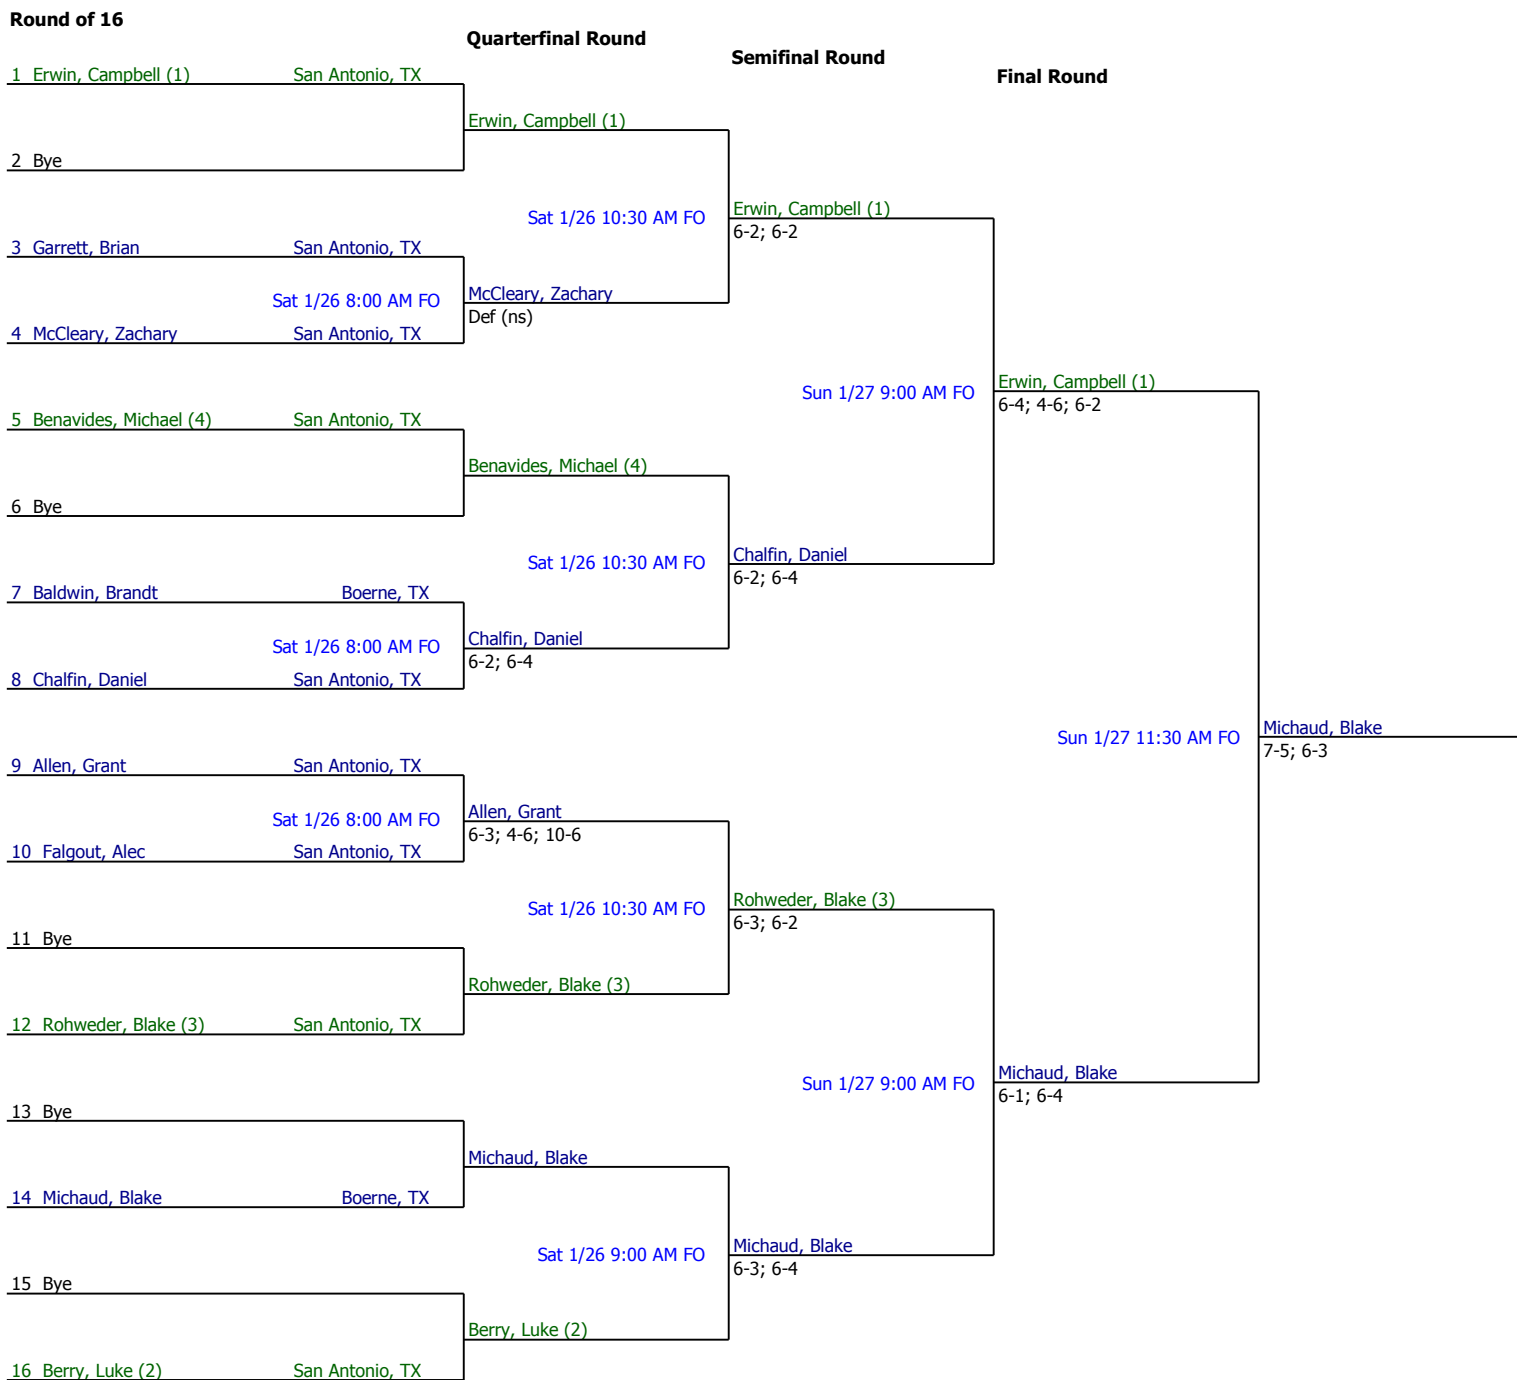 Round of 16
Quarterfinal Round
Semifinal Round
Final Round
1 Erwin, Campbell (1) San Antonio, TX
Erwin, Campbell (1)
2 Bye
Sat 1/26 10:30 AM FO
Erwin, Campbell (1)
6-2; 6-2
3 Garrett, Brian San Antonio, TX
Sat 1/26 8:00 AM FO
McCleary, Zachary
Def (ns)
4 McCleary, Zachary San Antonio, TX
Sun 1/27 9:00 AM FO
Erwin, Campbell (1)
6-4; 4-6; 6-2
5 Benavides, Michael (4) San Antonio, TX
Benavides, Michael (4)
6 Bye
Sat 1/26 10:30 AM FO
Chalfin, Daniel
6-2; 6-4
7 Baldwin, Brandt Boerne, TX
Sat 1/26 8:00 AM FO
Chalfin, Daniel
6-2; 6-4
8 Chalfin, Daniel San Antonio, TX
Sun 1/27 11:30 AM FO
Michaud, Blake
7-5; 6-3
9 Allen, Grant San Antonio, TX
Sat 1/26 8:00 AM FO
Allen, Grant
6-3; 4-6; 10-6
10 Falgout, Alec San Antonio, TX
Sat 1/26 10:30 AM FO
Rohweder, Blake (3)
6-3; 6-2
11 Bye
Rohweder, Blake (3)
12 Rohweder, Blake (3) San Antonio, TX
Sun 1/27 9:00 AM FO
Michaud, Blake
6-1; 6-4
13 Bye
Michaud, Blake
14 Michaud, Blake Boerne, TX
Sat 1/26 9:00 AM FO
Michaud, Blake
6-3; 6-4
15 Bye
Berry, Luke (2)
16 Berry, Luke (2) San Antonio, TX